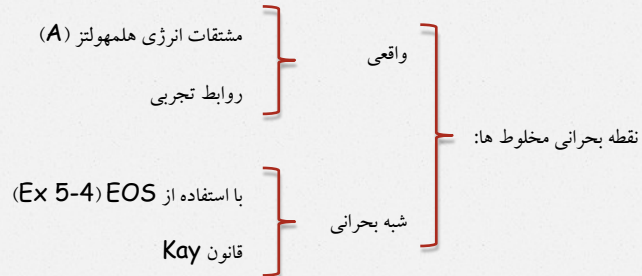 نقطه بحرانی مخلوط ها:
واقعی
مشتقات انرژی هلمهولتز (A)
روابط تجربی
شبه بحرانی
با استفاده از EOS (Ex 5-4)
قانون Kay